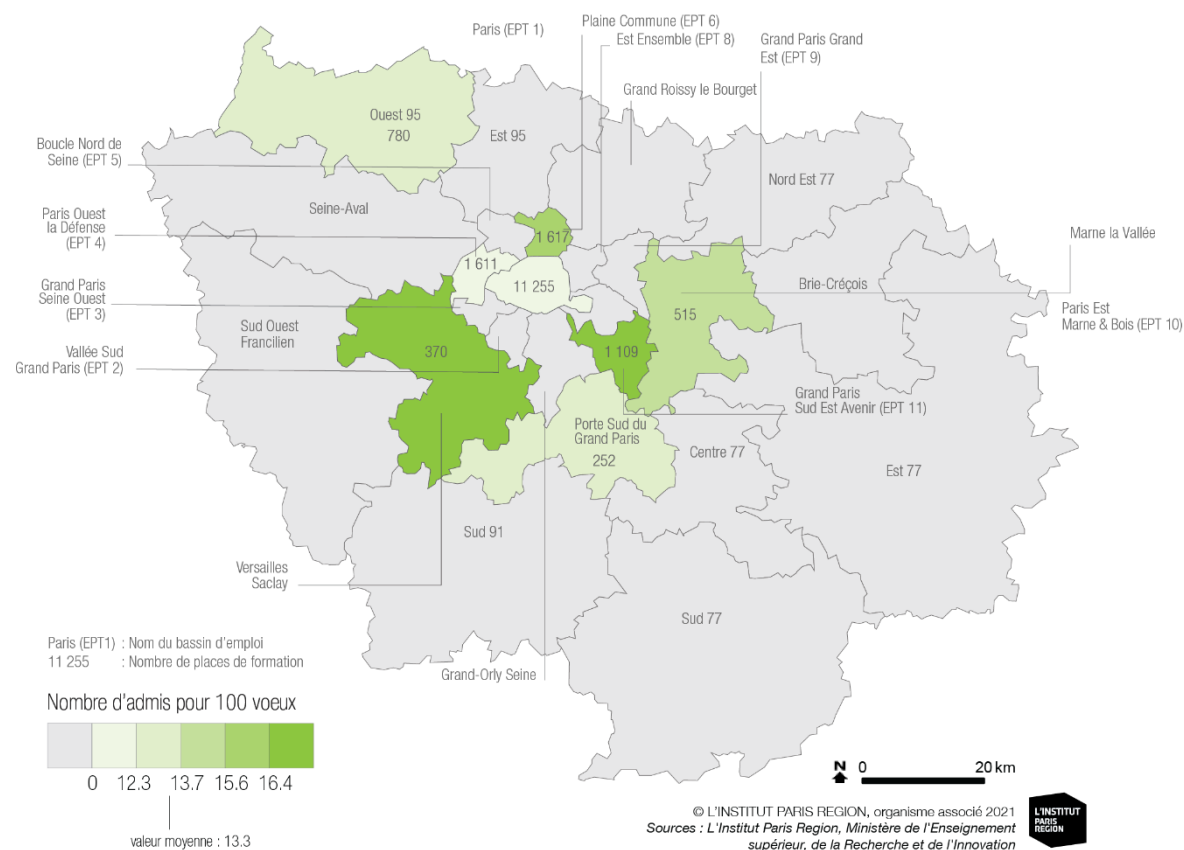 Paris (EPT 1)
Plaine Commune (EPT 6)
Est Ensemble (EPT 8)
Grand Paris Grand
Est (EPT 9)
Grand Roissy le Bourget
Ouest 95
780
Est 95
Boucle Nord de
Seine (EPT 5)
Nord Est 77
Seine-Aval
Paris Ouest
la Défense
(EPT 4)
1 617
Marne la Vallée
1 611
11 255
Grand Paris
Seine Ouest
(EPT 3)
Brie-Créçois
Paris Est
Marne & Bois (EPT 10)
515
Sud Ouest
Francilien
Vallée Sud
Grand Paris (EPT 2)
370
1 109
Grand Paris
Sud Est Avenir (EPT 11)
Porte Sud du
Grand Paris
252
Centre 77
Est 77
Sud 91
Versailles
Saclay
Sud 77
Grand-Orly Seine
Paris (EPT1) : Nom du bassin d'emploi
11 255 : Nombre de places de formation
Nombre d'admis pour 100 voeux
0 12.3 13.7 15.6 16.4
valeur moyenne : 13.3
N 0 20 km
© L'INSTITUT PARIS REGION, organisme associé 2021
Sources : L'Institut Paris Region, Ministère de l'Enseignement
supérieur, de la Recherche et de l'Innovation
L'INSTITUT
PARIS
REGION